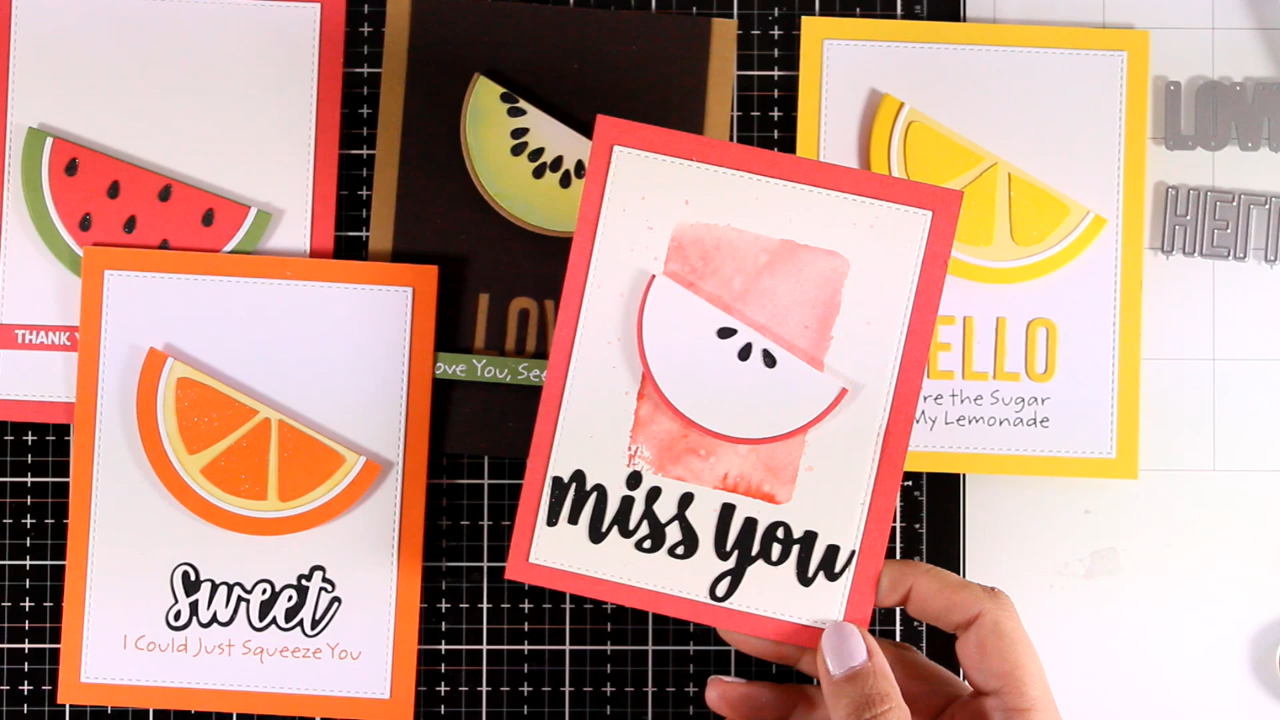 THANK
LOV
ove You, See
miss you
ELLO
re the Sugar
My Lemonade
sweet
I Could Just Squeeze You
LOVE
HELL